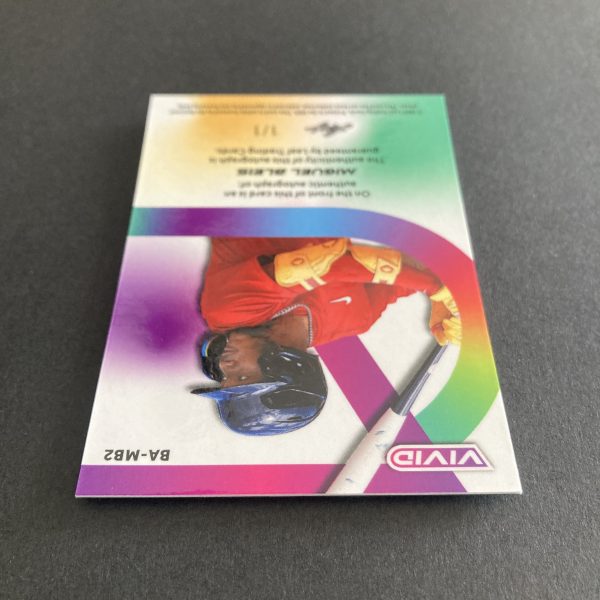 VIVID
BA-MB2
On the front of this card is an
authentic autograph of:
MIGUEL BLEIS
The authenticity of this autograph is
guaranteed by Leaf Trading Cards.
1/1